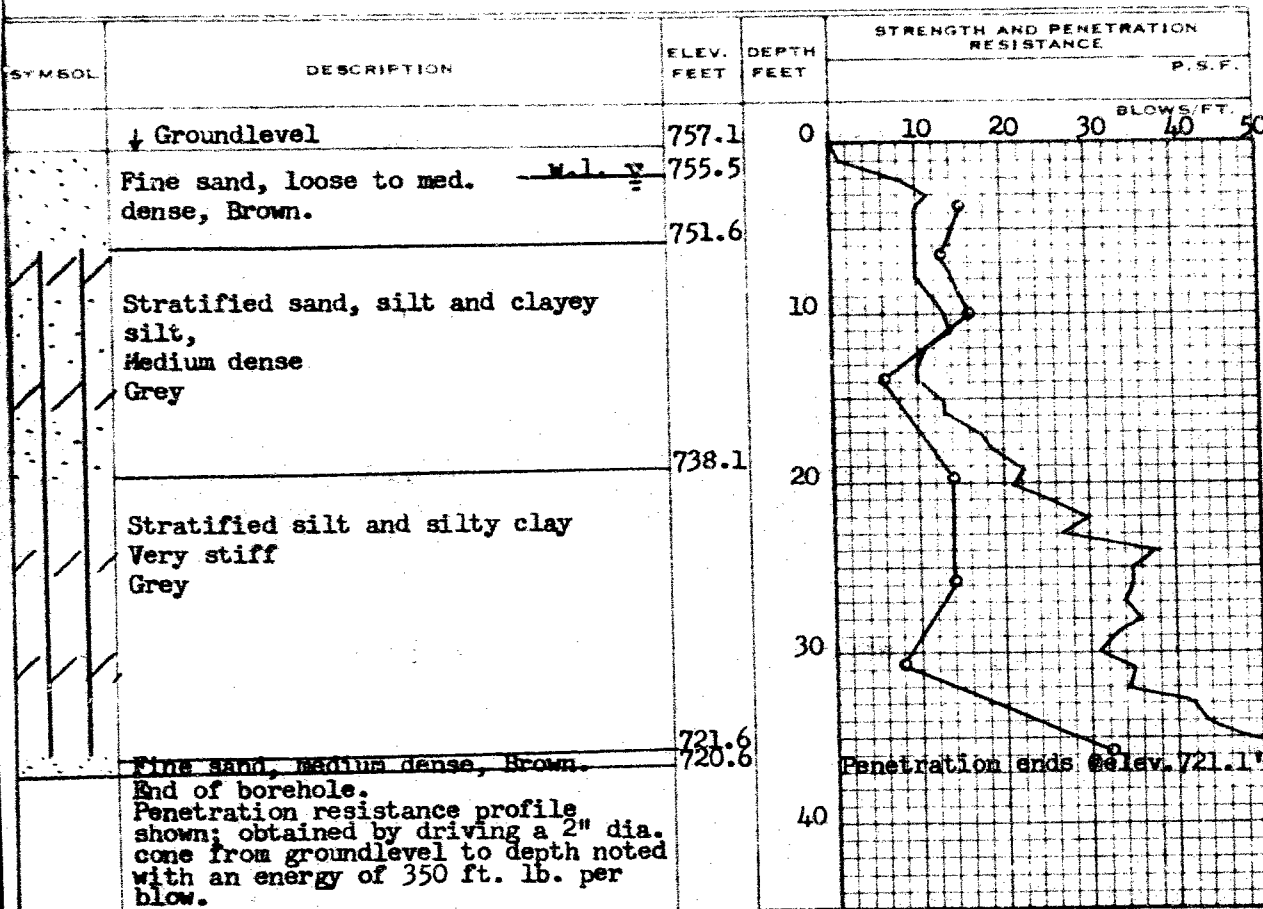 SYMBOL
DESCRIPTION
ELEV.
FEET
DEPTH
FEET
STRENGTH AND PENETRATION
RESISTANCE
P.S.F.
BLOWS/FT.
10 20 30 40 50
↓ Groundlevel
757.1
0
Fine sand, loose to med.
dense, Brown.
w.l.
755.5
751.6
Stratified sand, silt and clayey
silt,
Medium dense
Grey
10
738.1
20
Stratified silt and silty clay
Very stiff
Grey
30
721.6
720.6
Fine sand, medium dense, Brown.
Penetration ends @elev.721.1'
End of borehole.
Penetration resistance profile
shown; obtained by driving a 2" dia.
cone from groundlevel to depth noted
with an energy of 350 ft. lb. per
blow.
40